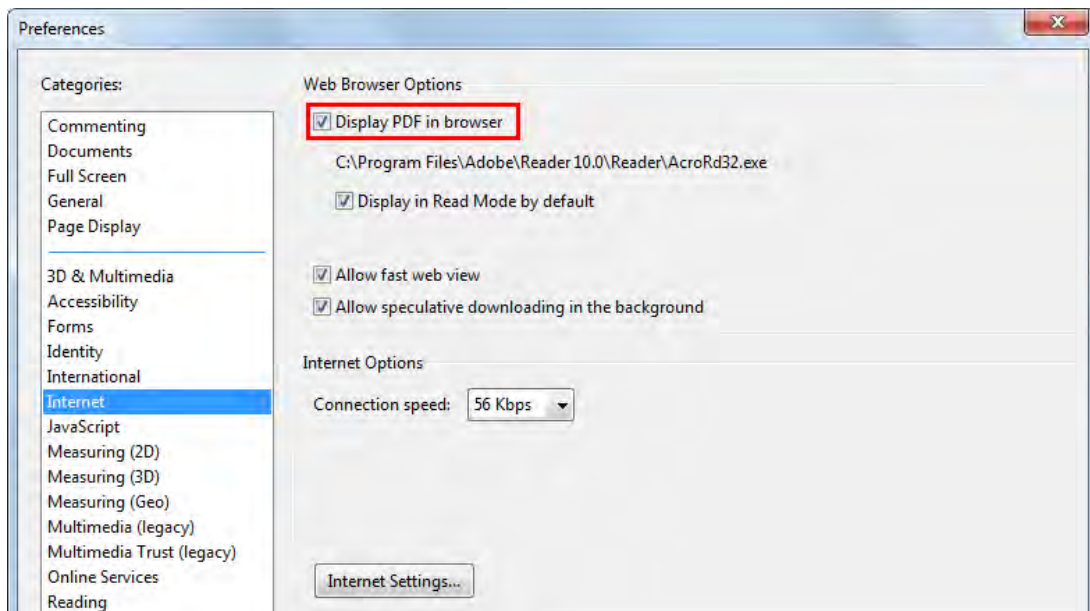 Preferences
Categories:
Commenting
Documents
Full Screen
General
Page Display
3D & Multimedia
Accessibility
Forms
Identity
International
Internet
JavaScript
Measuring (2D)
Measuring (3D)
Measuring (Geo)
Multimedia (legacy)
Multimedia Trust (legacy)
Online Services
Reading
Web Browser Options
Display PDF in browser
C:\Program Files\Adobe\Reader 10.0\Reader\AcroRd32.exe
Display in Read Mode by default
Allow fast web view
Allow speculative downloading in the background
Internet Options
Connection speed: 56 Kbps
Internet Settings...